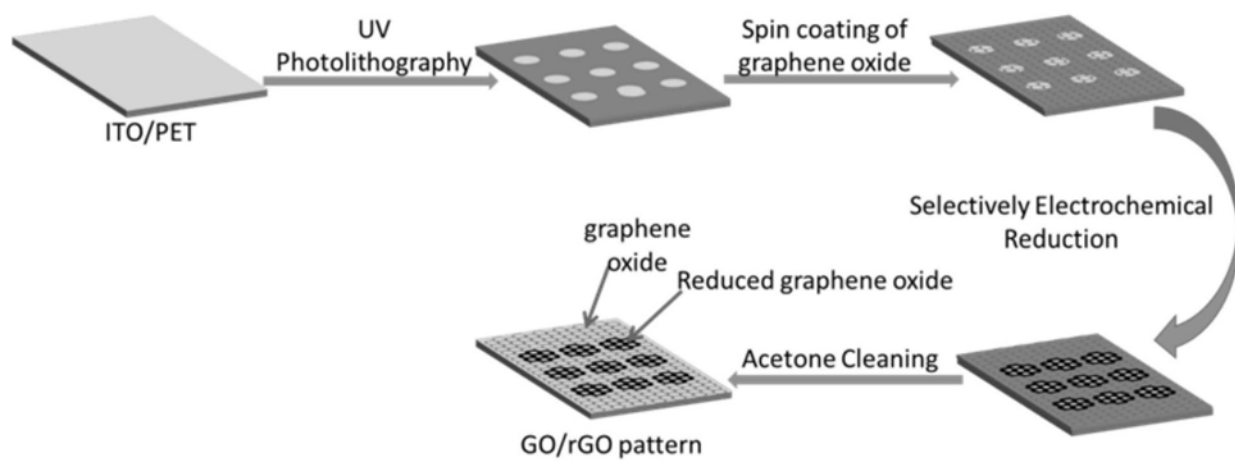 UV
Photolithography
Spin coating of
graphene oxide
ITO/PET
Selectively Electrochemical
Reduction
graphene
oxide
Reduced graphene oxide
Acetone Cleaning
GO/rGO pattern